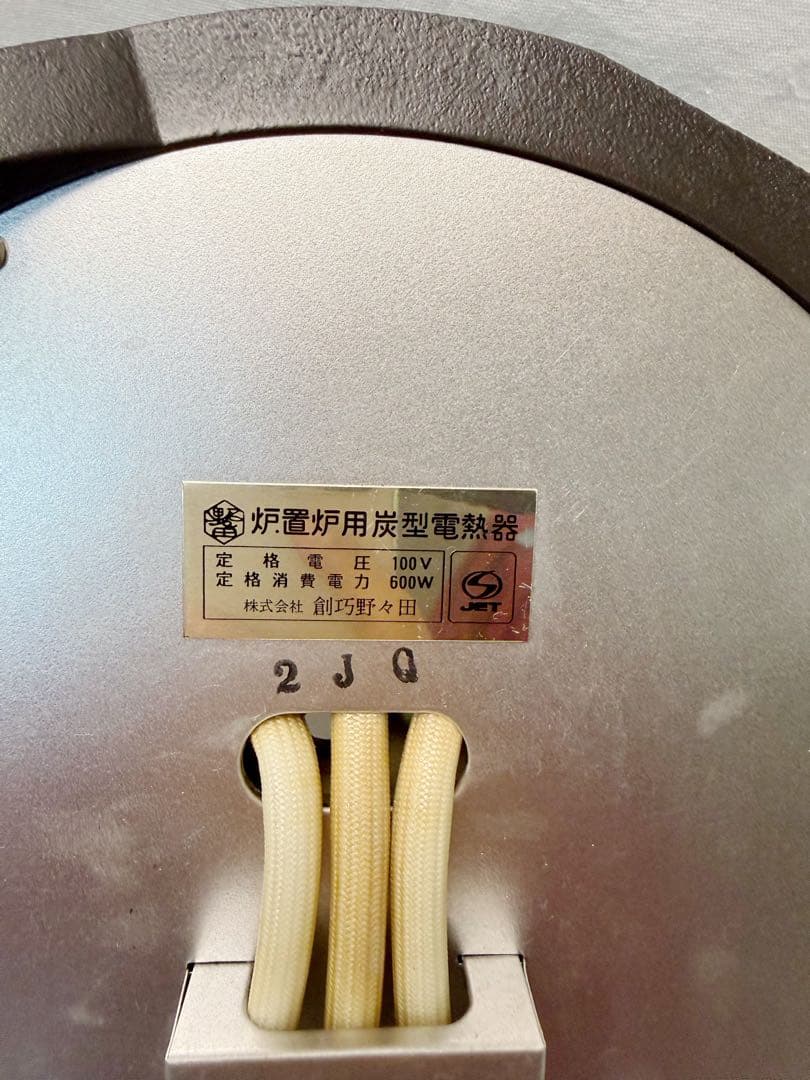 炉置炉用炭型電熱器
定格電圧 100V
定格消費電力 600W
株式会社 創巧野々田
JET
2JQ